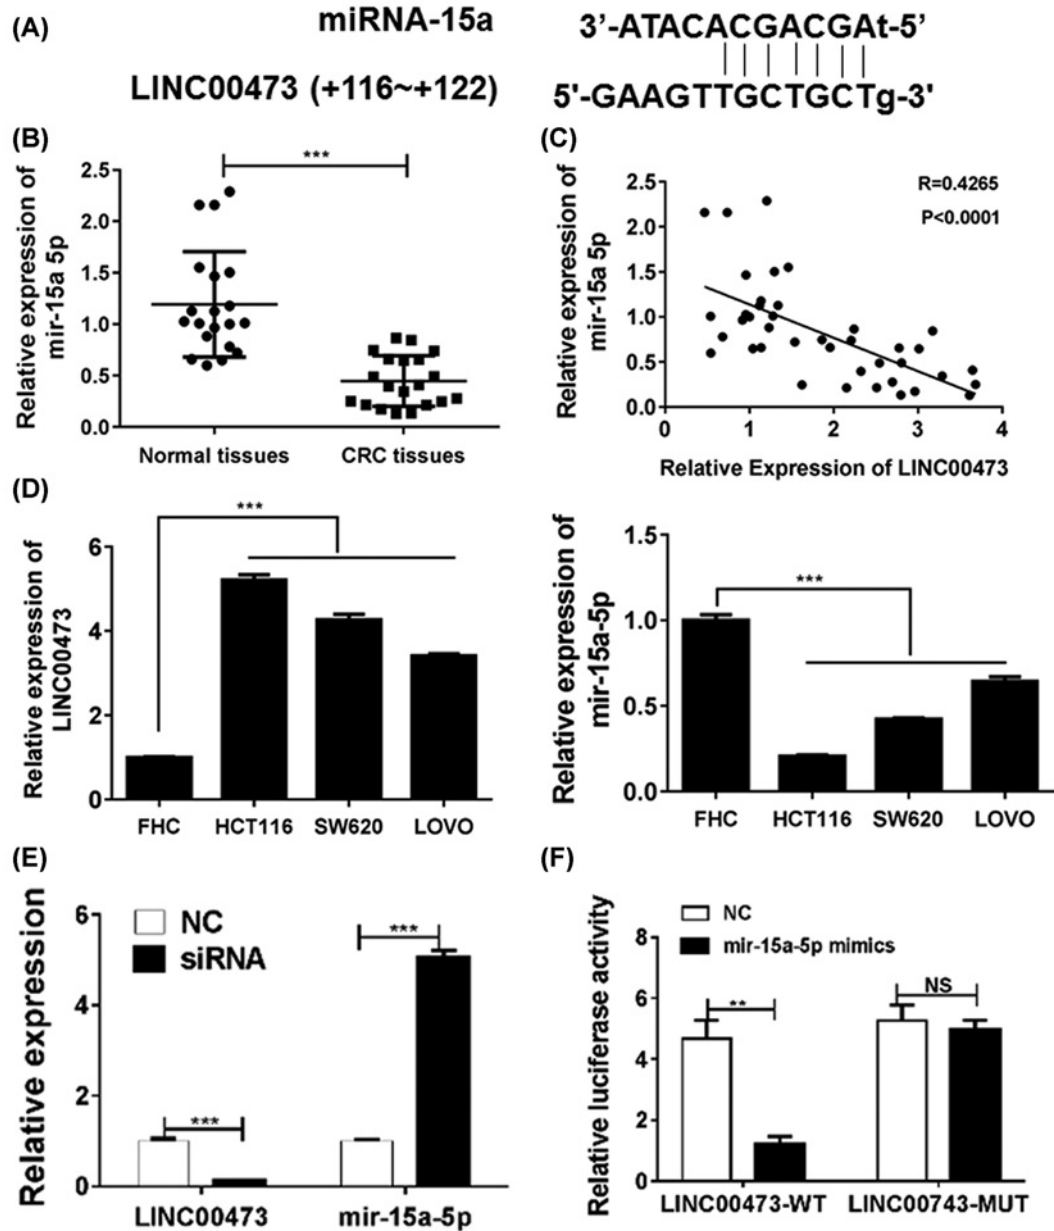 (A)
miRNA-15a
3’-ATACACGACGAt-5’
LINC00473 (+116~+122)
5'-GAAGTTGCTGCTg-3'
(B)
Relative expression of
mir-15a 5p
2.5
2.0
1.5
1.0
0.5
0.0
***
Normal tissues
CRC tissues
(C)
Relative expression of
mir-15a 5p
2.5
2.0
1.5
1.0
0.5
0.0
R=0.4265
P<0.0001
0
1
2
3
4
Relative Expression of LINC00473
(D)
Relative expression of
LINC00473
6
4
2
0
***
FHC
HCT116
SW620
LOVO
Relative expression of
mir-15a-5p
1.5
1.0
0.5
0.0
***
FHC
HCT116
SW620
LOVO
(E)
Relative expression
6
4
2
0
NC
siRNA
***
***
LINC00473
mir-15a-5p
(F)
Relative luciferase activity
8
6
4
2
0
NC
mir-15a-5p mimics
**
NS
LINC00473-WT
LINC00743-MUT